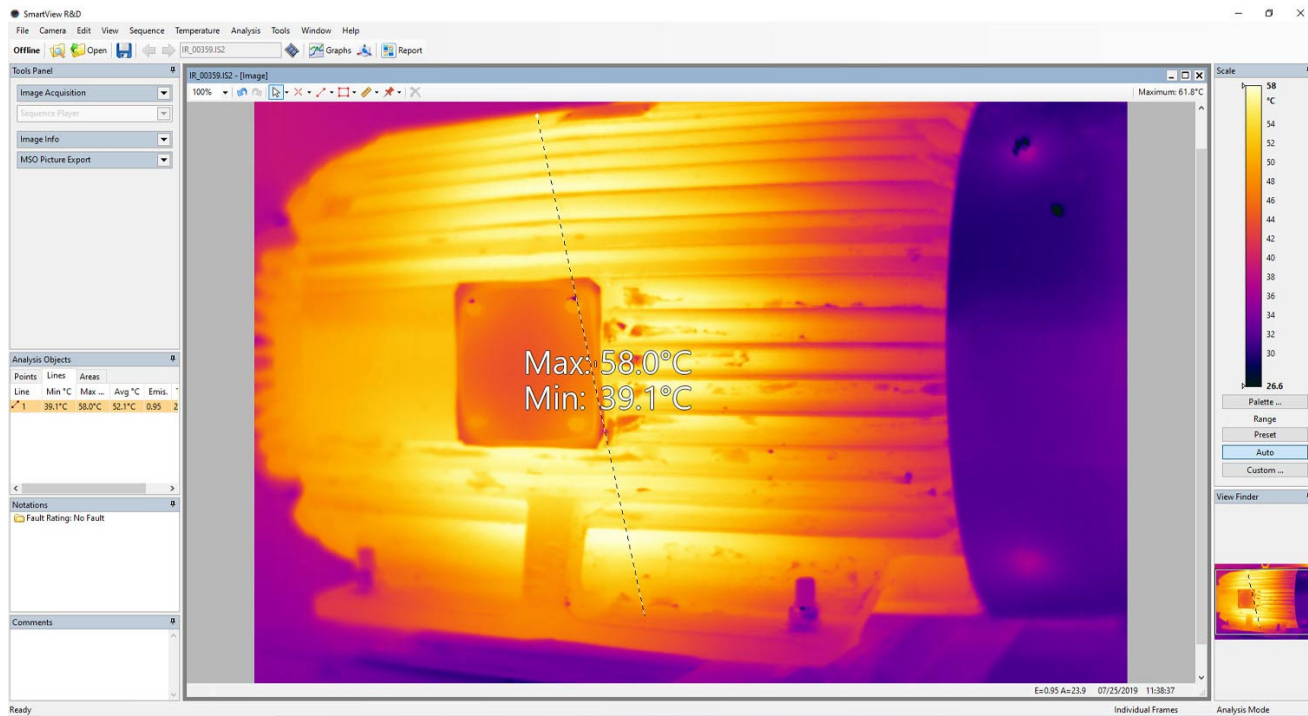 SmartView R&D
File Camera Edit View Sequence Temperature Analysis Tools Window Help
Offline Open IR_00359.IS2 Graphs Report
Tools Panel
Image Acquisition
Sequence Player
Image Info
MSO Picture Export
Analysis Objects
Points Lines Areas
Line Min °C Max ... Avg °C Emis.
1 39.1°C 58.0°C 52.1°C 0.95 2
Notations
Fault Rating: No Fault
Comments
IR_00359.IS2 - [Image]
100% Maximum: 61.8°C
Max: 58.0°C
Min: 39.1°C
E=0.95 A=23.9 07/25/2019 11:38:37
Scale
58
°C
54
52
50
48
46
44
42
40
38
36
34
32
30
26.6
Palette ...
Range
Preset
Auto
Custom ...
View Finder
Ready Individual Frames Analysis Mode